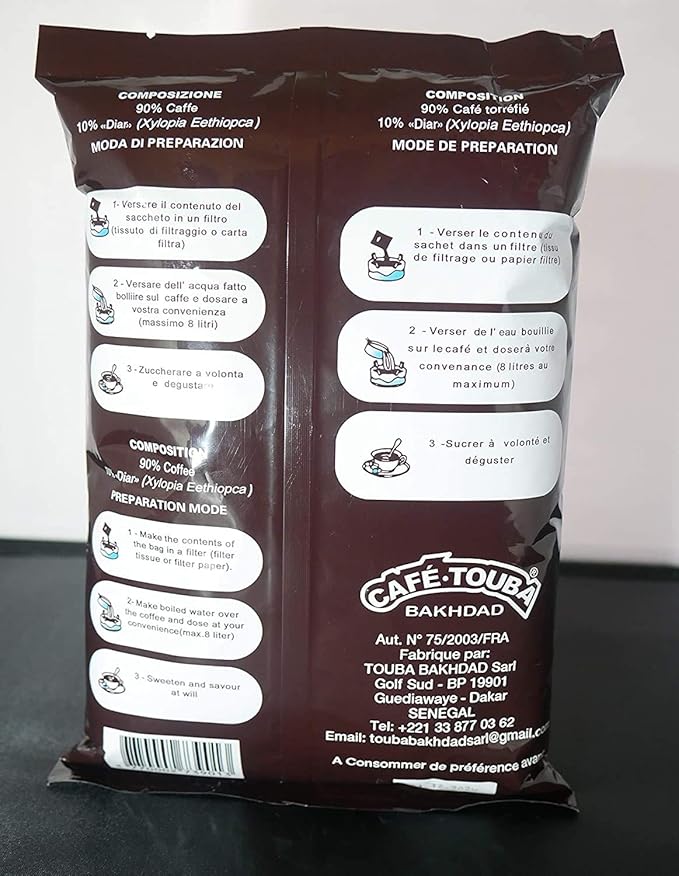 COMPOSIZIONE
90% Caffe
10% «Diar» (Xylopia Eethiopca)
MODA DI PREPARAZION
1- Versare il contenuto del
saccheto in un filtro
(tissuto di filtraggio o carta
filtra)
2 - Versare dell' acqua fatto
bolliire sul caffe e dosare a
vostra convenienza
(massimo 8 litri)
3 - Zuccherare a volonta
e degustare
COMPOSITION
90% Coffee
10% «Diar» (Xylopia Eethiopca)
PREPARATION MODE
1 - Make the contents of
the bag in a filter (filter
tissue or filter paper).
2- Make boiled water over
the coffee and dose at your
convenience(max.8 liter)
3 - Sweeten and savour
at will
COMPOSITION
90% Café torréfié
10% «Diar» (Xylopia Eethiopca)
MODE DE PREPARATION
1 - Verser le contenu du
sachet dans un filtre (tissu
de filtrage ou papier filtre)
2 - Verser de l' eau bouillie
sur lecafé et doserà votre
convenance (8 litres au
maximum)
3 -Sucrer à volonté et
déguster
CAFÉ·TOUBA®
BAKHDAD
Aut. N° 75/2003/FRA
Fabrique par:
TOUBA BAKHDAD Sarl
Golf Sud - BP 19901
Guediawaye - Dakar
SENEGAL
Tel: +221 33 877 03 62
Email: toubabakhdadsarl@gmail.com
A Consommer de préférence avant